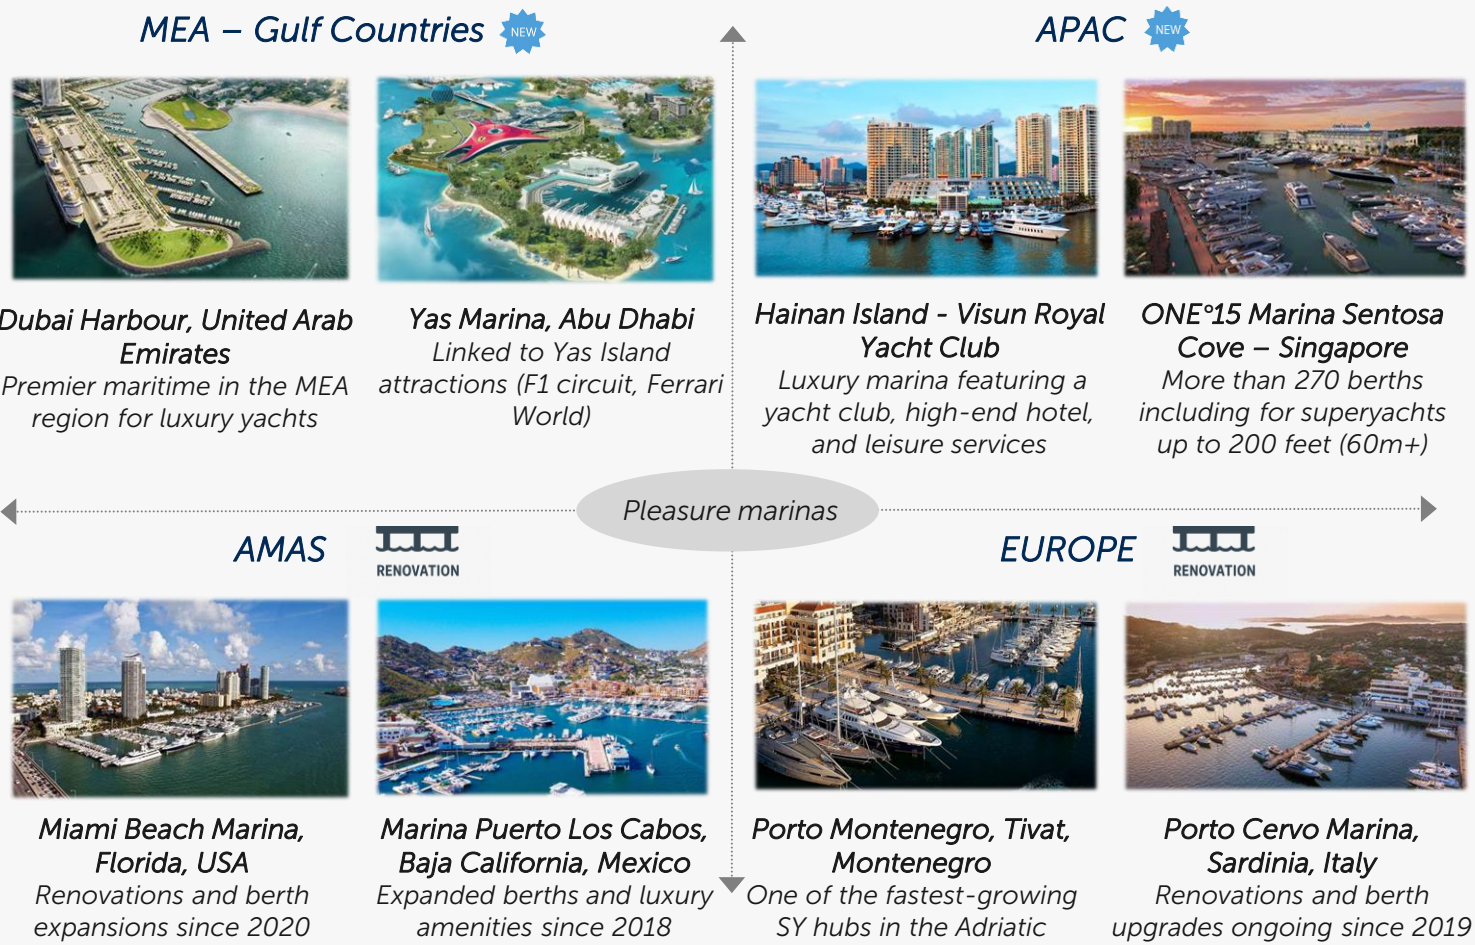 MEA – Gulf Countries
NEW
APAC
NEW
Dubai Harbour, United Arab
Emirates
Premier maritime in the MEA
region for luxury yachts
Yas Marina, Abu Dhabi
Linked to Yas Island
attractions (F1 circuit, Ferrari
World)
Hainan Island - Visun Royal
Yacht Club
Luxury marina featuring a
yacht club, high-end hotel,
and leisure services
ONE°15 Marina Sentosa
Cove – Singapore
More than 270 berths
including for superyachts
up to 200 feet (60m+)
Pleasure marinas
AMAS
RENOVATION
EUROPE
RENOVATION
Miami Beach Marina,
Florida, USA
Renovations and berth
expansions since 2020
Marina Puerto Los Cabos,
Baja California, Mexico
Expanded berths and luxury
amenities since 2018
Porto Montenegro, Tivat,
Montenegro
One of the fastest-growing
SY hubs in the Adriatic
Porto Cervo Marina,
Sardinia, Italy
Renovations and berth
upgrades ongoing since 2019